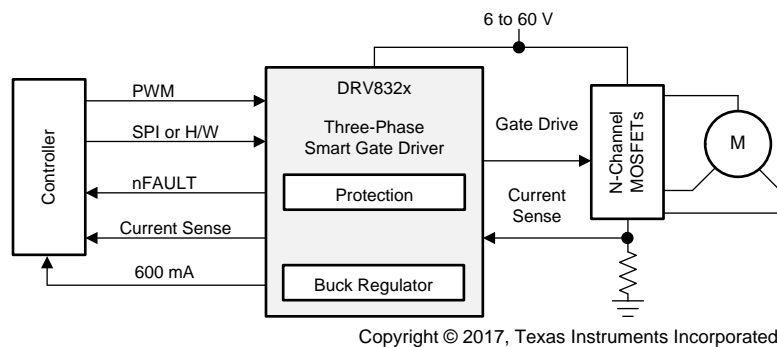 6 to 60 V
DRV832x
Three-Phase
Smart Gate Driver
Protection
Buck Regulator
Controller
PWM
SPI or H/W
nFAULT
Current Sense
600 mA
Gate Drive
Current
Sense
N-Channel
MOSFETs
M
Copyright © 2017, Texas Instruments Incorporated